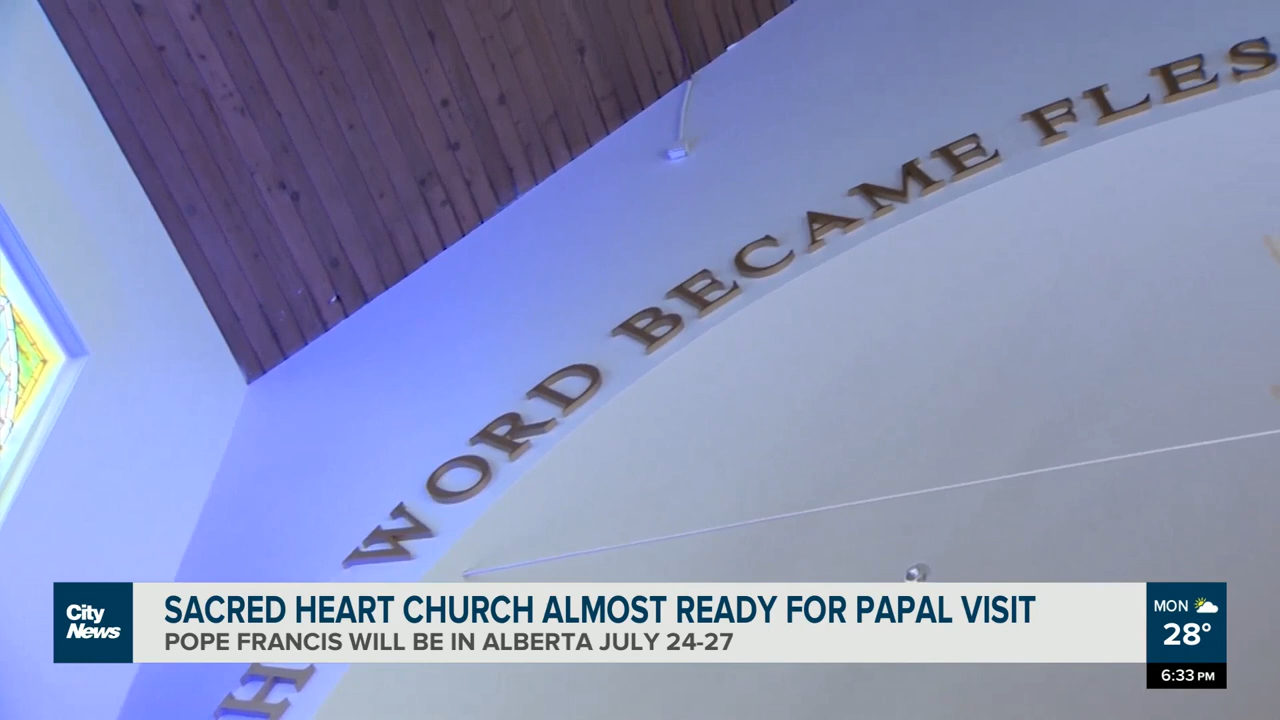 H WORD BECAME FLES
City
News
SACRED HEART CHURCH ALMOST READY FOR PAPAL VISIT
POPE FRANCIS WILL BE IN ALBERTA JULY 24-27
MON
28°
6:33 PM